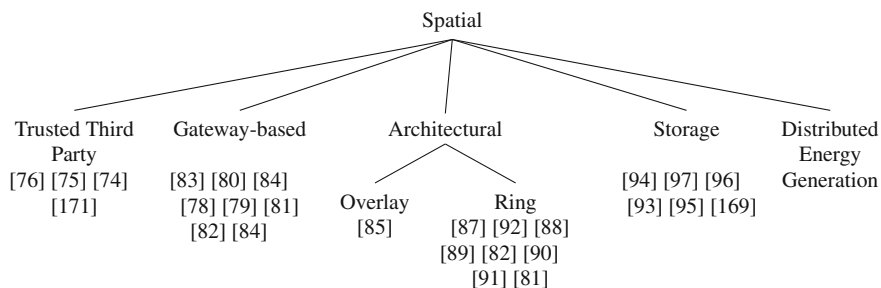 Spatial
Trusted Third
Party
[76] [75] [74]
[171]
Gateway-based
[83] [80] [84]
[78] [79] [81]
[82] [84]
Architectural
Overlay
[85]
Ring
[87] [92] [88]
[89] [82] [90]
[91] [81]
Storage
[94] [97] [96]
[93] [95] [169]
Distributed
Energy
Generation